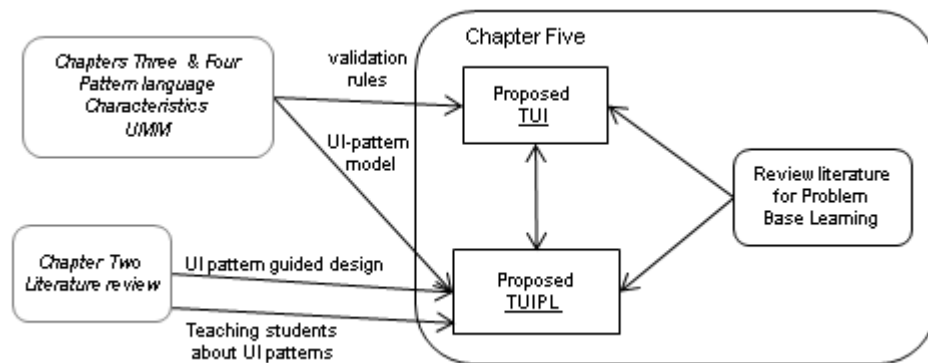 Chapters Three & Four
Pattern language
Characteristics
UMM
validation
rules
UI-pattern
model
Chapter Five
Proposed
TUI
Review literature
for Problem
Base Learning
Chapter Two
Literature review
UI pattern guided design
Teaching students
about UI patterns
Proposed
TUIPL